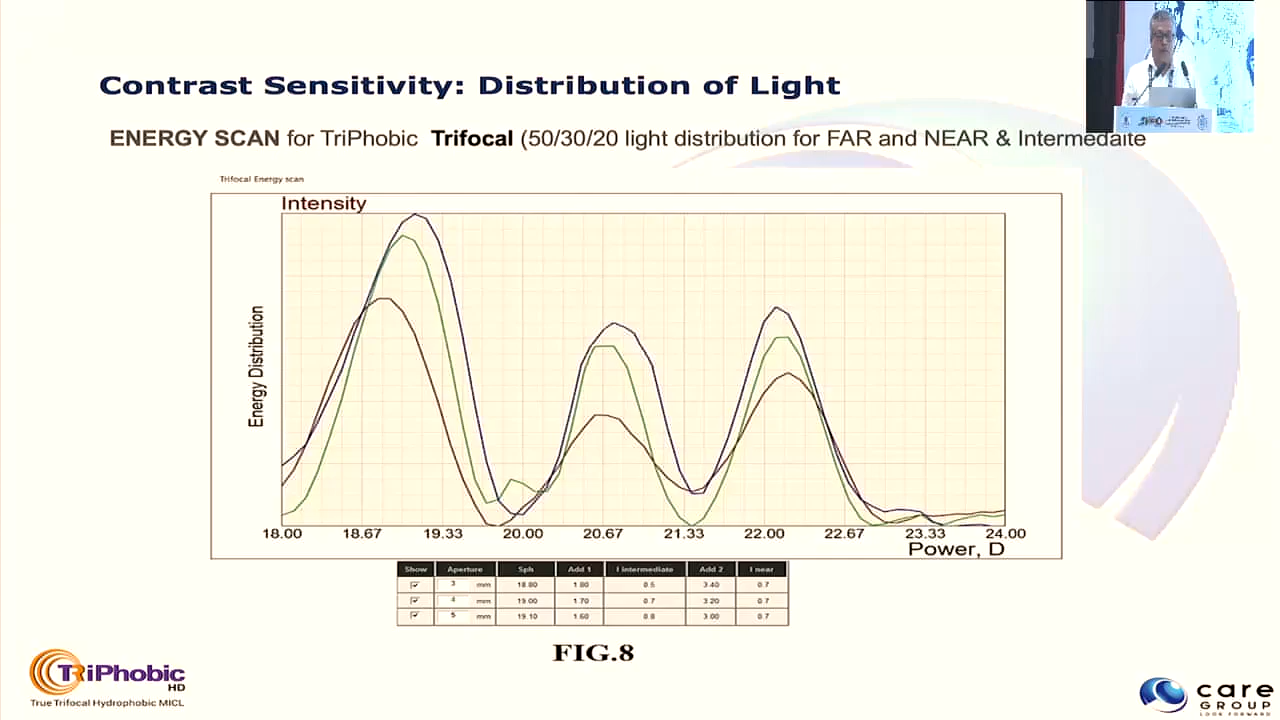 Contrast Sensitivity: Distribution of Light
ENERGY SCAN for TriPhobic Trifocal (50/30/20 light distribution for FAR and NEAR & Intermedaite
Trifocal Energy scan
Intensity
Energy Distribution
18.00 18.67 19.33 20.00 20.67 21.33 22.00 22.67 23.33 24.00
Power, D
Show Aperture Sph Add 1 I intermediate Add 2 I near
3 mm 18.80 1.80 0.5 3.40 0.7
4 mm 19.00 1.70 0.7 3.20 0.7
5 mm 19.10 1.60 0.8 3.00 0.7
FIG.8
TRiPhobic
HD
True Trifocal Hydrophobic MICL
care
GROUP
LOOK FORWARD